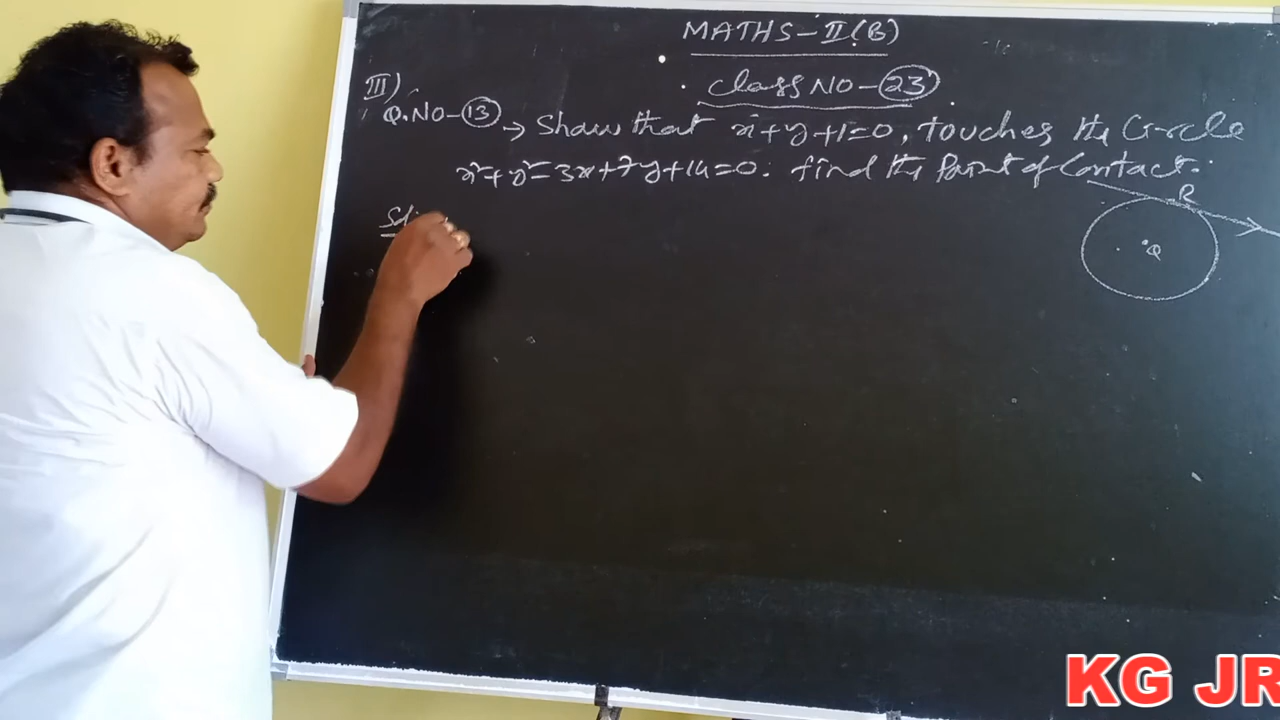 MATHS-II(B)
Class NO-23
III)
Q.NO-13 → Show that x+y+1=0, touches the Circle
x²+y²-3x+7y+14=0. find the Point of Contact.
R
Sol:
Q
KG JR